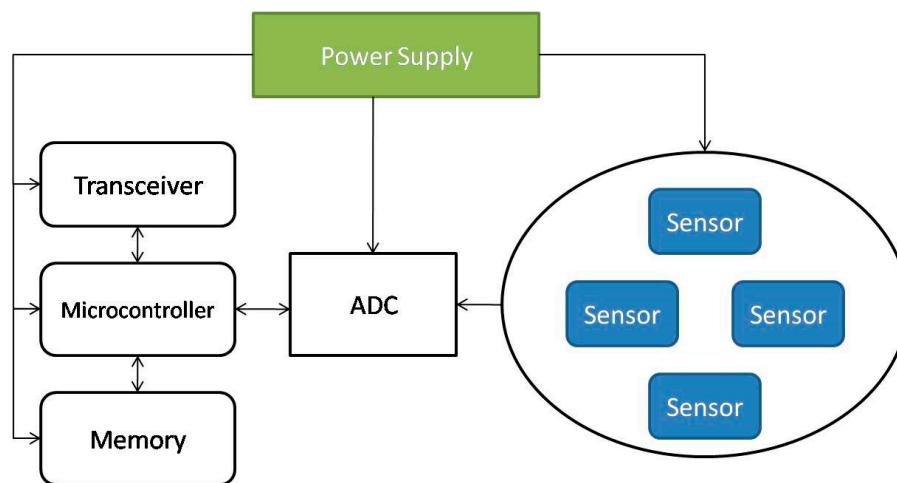 Power Supply
Transceiver
Sensor
Microcontroller
ADC
Sensor
Sensor
Memory
Sensor